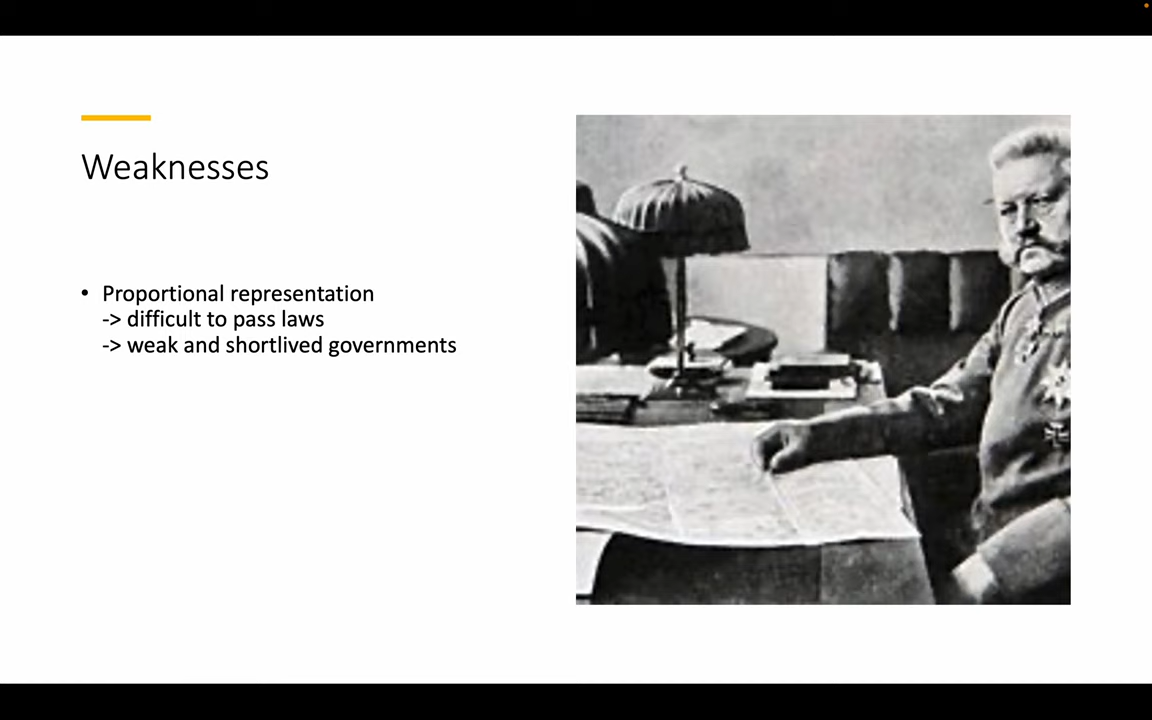 Weaknesses
• Proportional representation
-> difficult to pass laws
-> weak and shortlived governments